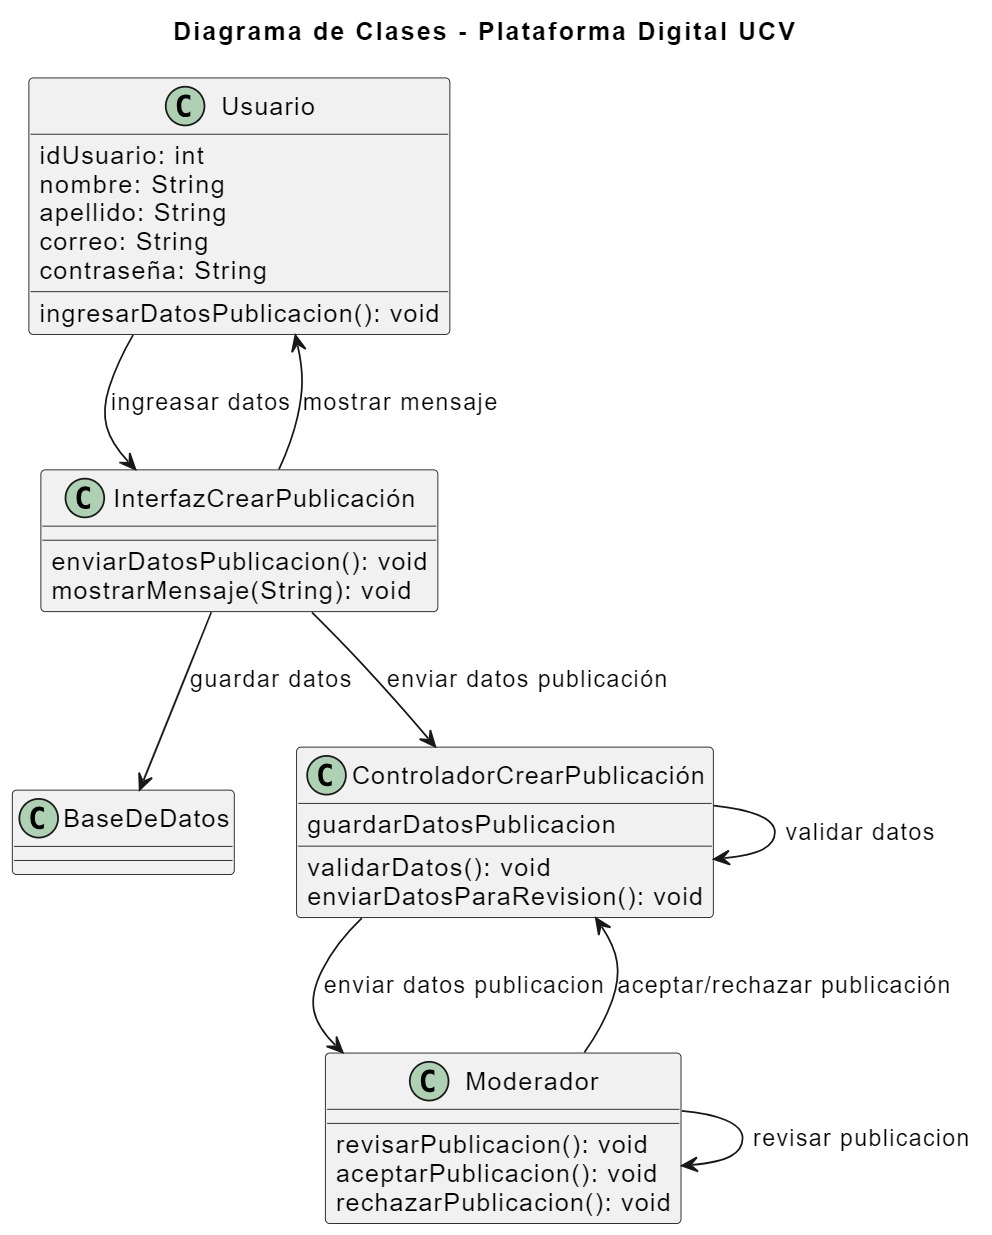 Diagrama de Clases - Plataforma Digital UCV
C Usuario
idUsuario: int
nombre: String
apellido: String
correo: String
contraseña: String
ingresarDatosPublicacion(): void
ingreasar datos
mostrar mensaje
C InterfazCrearPublicación
enviarDatosPublicacion(): void
mostrarMensaje(String): void
guardar datos
enviar datos publicación
C BaseDeDatos
C ControladorCrearPublicación
guardarDatosPublicacion
validarDatos(): void
enviarDatosParaRevision(): void
validar datos
enviar datos publicacion
aceptar/rechazar publicación
C Moderador
revisarPublicacion(): void
aceptarPublicacion(): void
rechazarPublicacion(): void
revisar publicacion